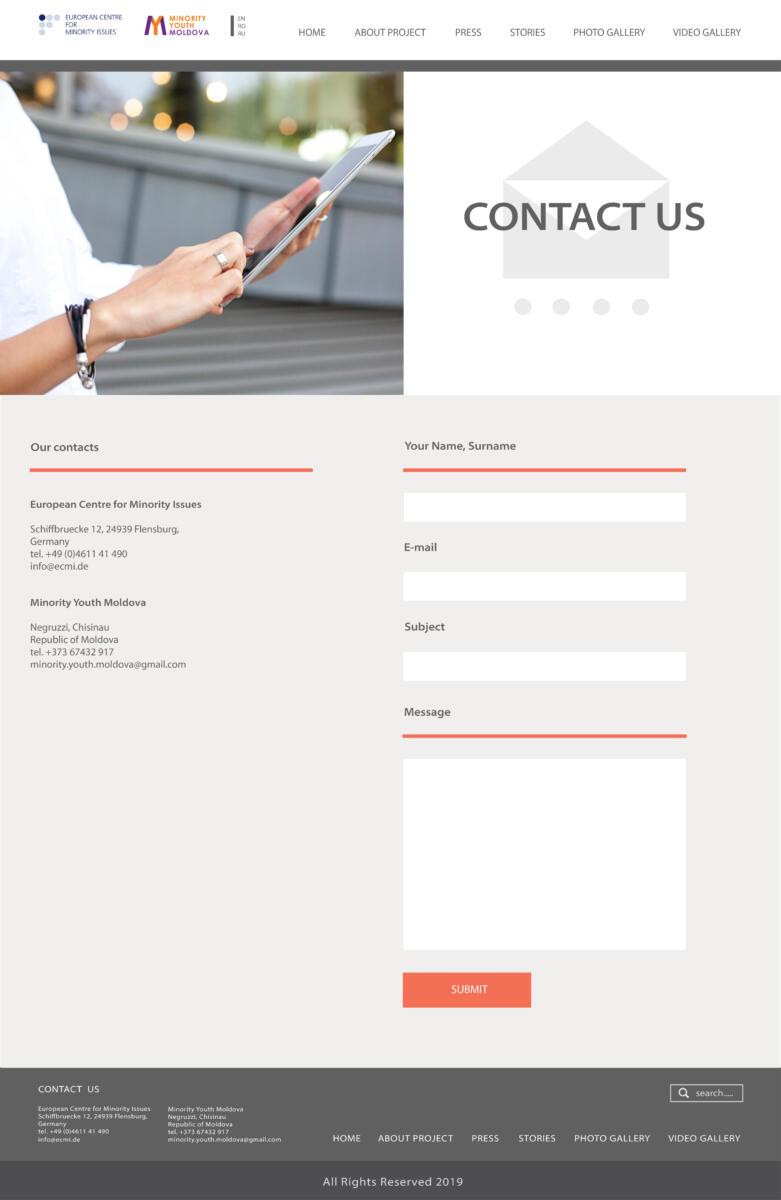 EUROPEAN CENTRE
FOR
MINORITY ISSUES
MINORITY
YOUTH
MOLDOVA
EN
RO
RU
HOME ABOUT PROJECT PRESS STORIES PHOTO GALLERY VIDEO GALLERY
CONTACT US
Our contacts
European Centre for Minority Issues
Schiffbruecke 12, 24939 Flensburg,
Germany
tel. +49 (0)4611 41 490
info@ecmi.de
Minority Youth Moldova
Negruzzi, Chisinau
Republic of Moldova
tel. +373 67432 917
minority.youth.moldova@gmail.com
Your Name, Surname
E-mail
Subject
Message
SUBMIT
CONTACT US
European Centre for Minority Issues
Schiffbruecke 12, 24939 Flensburg,
Germany
tel. +49 (0)4611 41 490
info@ecmi.de
Minority Youth Moldova
Negruzzi, Chisinau
Republic of Moldova
tel. +373 67432 917
minority.youth.moldova@gmail.com
search.....
HOME ABOUT PROJECT PRESS STORIES PHOTO GALLERY VIDEO GALLERY
All Rights Reserved 2019